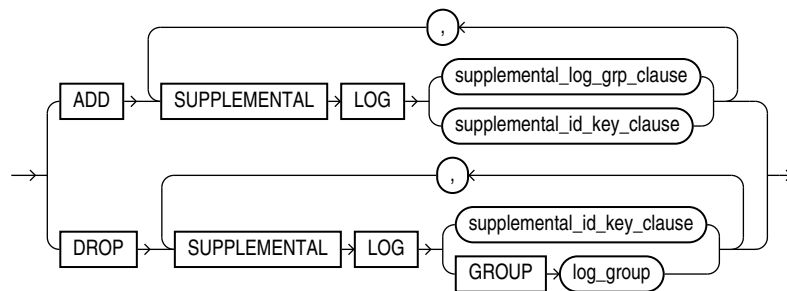 ,
supplemental_log_grp_clause
ADD SUPPLEMENTAL LOG
supplemental_id_key_clause
,
supplemental_id_key_clause
DROP SUPPLEMENTAL LOG
GROUP log_group